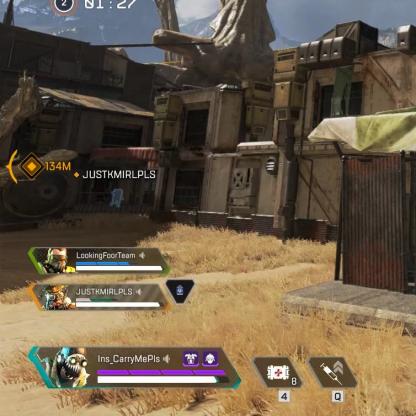 2 01:27
134M
JUSTKMIRLPLS
LookingFoorTeam
JUSTKMIRLPLS
Ins_CarryMePls
8
4 Q